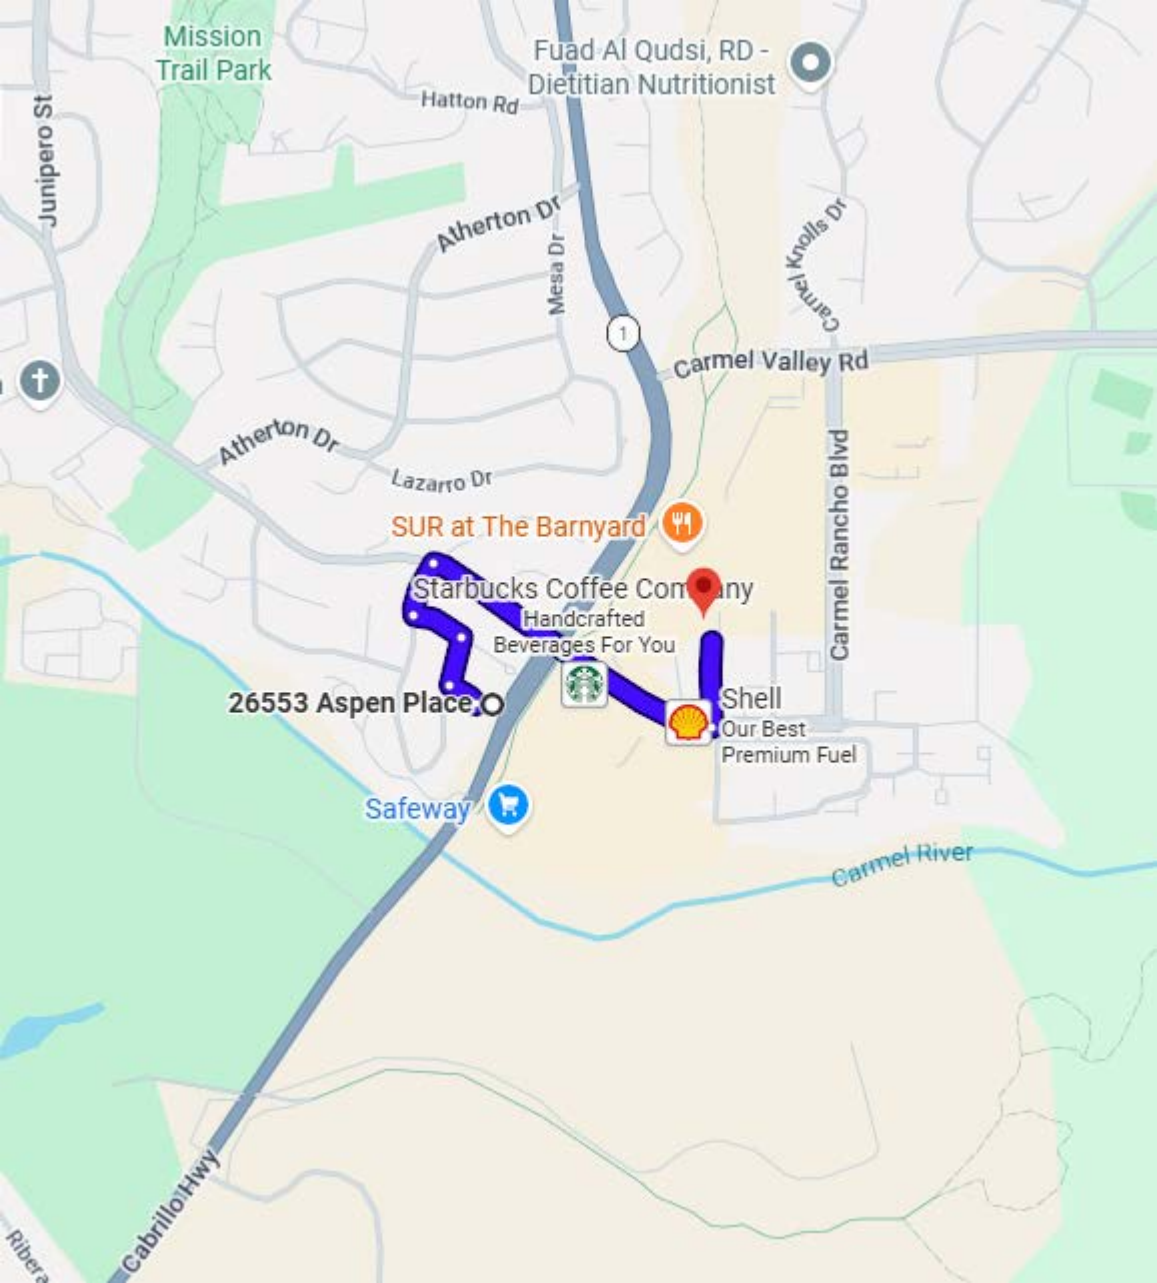 Mission
Trail Park
Fuad Al Qudsi, RD -
Dietitian Nutritionist
Hatton Rd
Junipero St
Atherton Dr
Mesa Dr
Carmel Knolls Dr
1
Carmel Valley Rd
Atherton Dr
Lazarro Dr
Carmel Rancho Blvd
SUR at The Barnyard
Starbucks Coffee Company
Handcrafted
Beverages For You
26553 Aspen Place
Shell
Our Best
Premium Fuel
Safeway
Carmel River
Cabrillo Hwy
Ribera